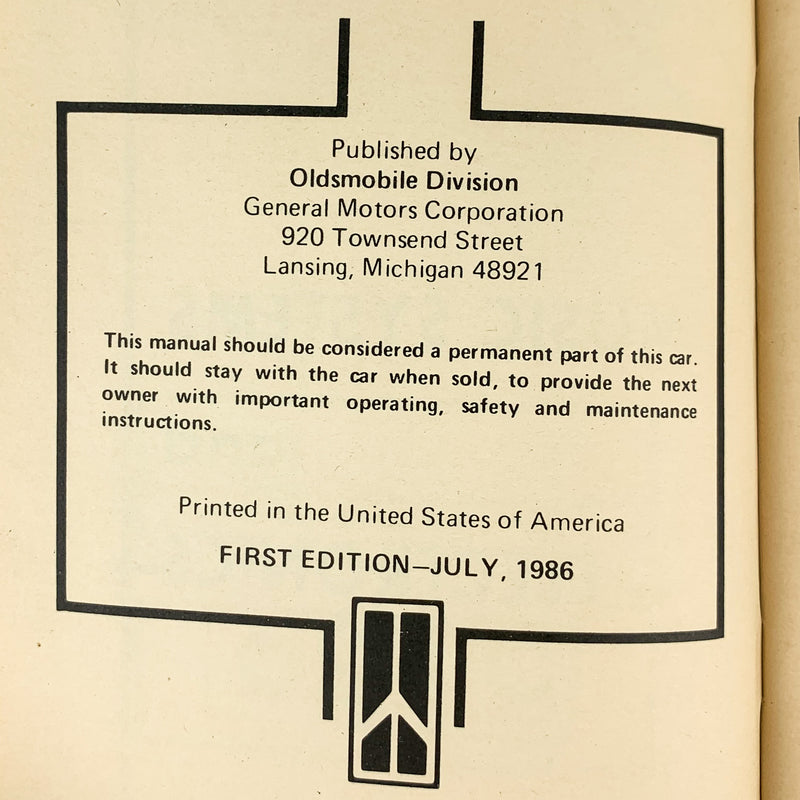 Published by
Oldsmobile Division
General Motors Corporation
920 Townsend Street
Lansing, Michigan 48921
This manual should be considered a permanent part of this car.
It should stay with the car when sold, to provide the next
owner with important operating, safety and maintenance
instructions.
Printed in the United States of America
FIRST EDITION—JULY, 1986